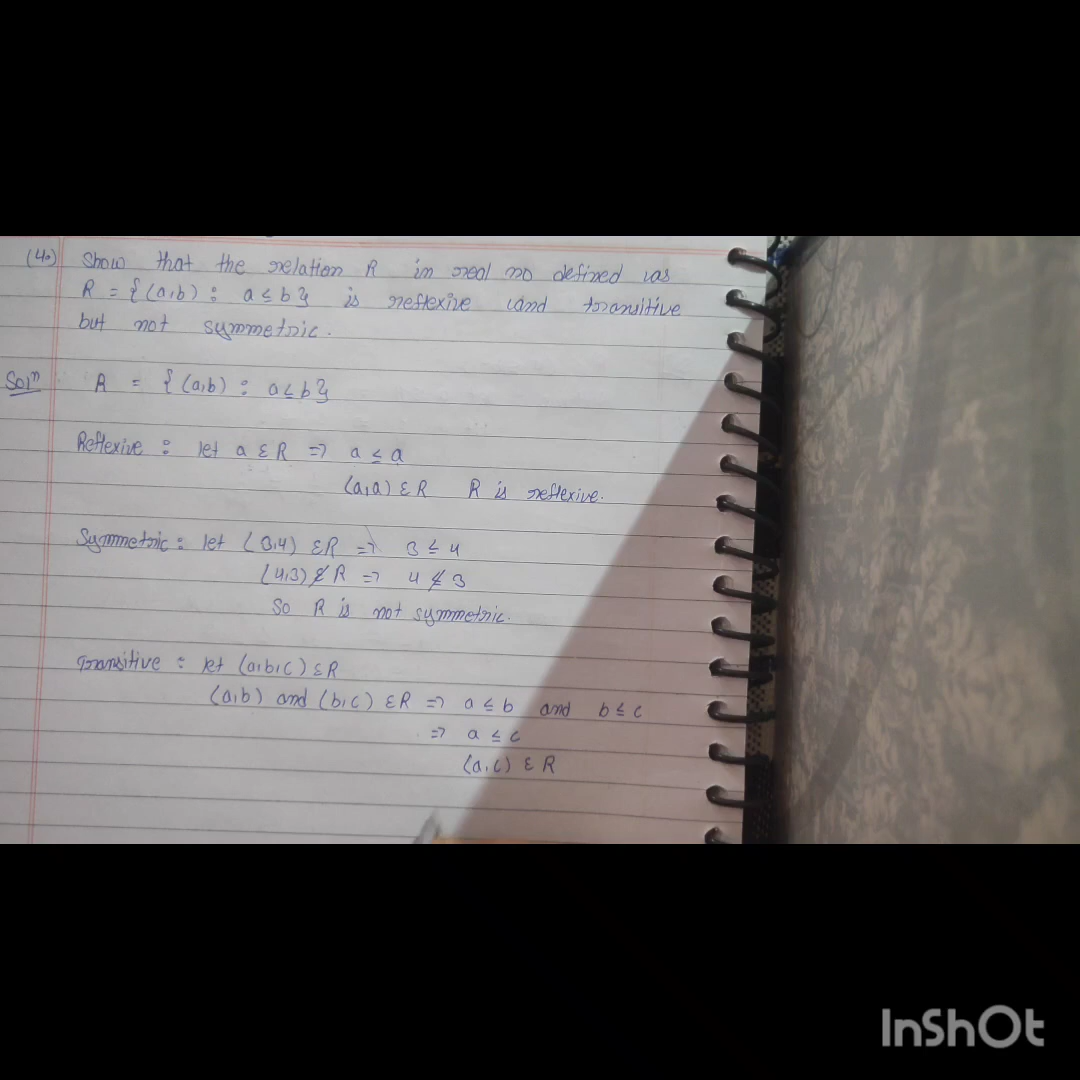 (4.) Show that the relation R in real no defined as
R = {(a,b) : a ≤ b} is reflexive and transitive
but not symmetric.
Solⁿ R = {(a,b) : a ≤ b}
Reflexive : let a ε R ⇒ a ≤ a
(a,a) ε R R is reflexive.
Symmetric : let (3,4) ε R ⇒ 3 ≤ 4
(4,3) ∉ R ⇒ 4 ≰ 3
So R is not symmetric.
Transitive : let (a,b,c) ε R
(a,b) and (b,c) ε R ⇒ a ≤ b and b ≤ c
⇒ a ≤ c
(a,c) ε R
InShOt